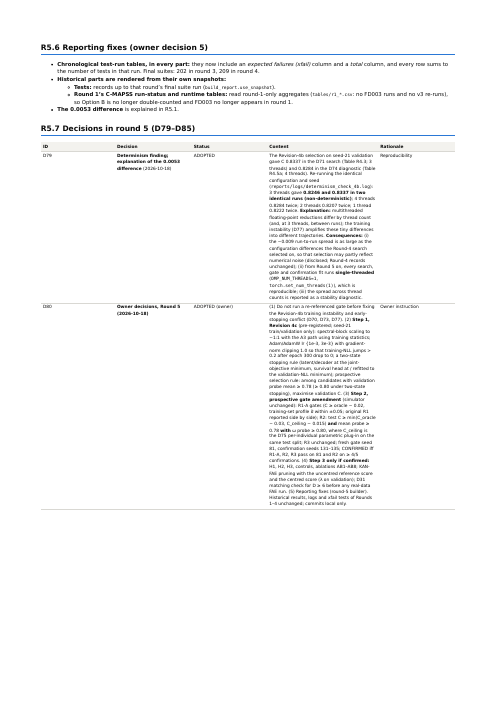 R5.6 Reporting fixes (owner decision 5)
• Chronological test-run tables, in every part: they now include an expected failures (xfail) column and a total column, and every row sums to
the number of tests in that run. Final suites: 202 in round 3, 209 in round 4.
• Historical parts are rendered from their own snapshots:
Tests: records up to that round's final suite run (build_report.use_snapshot).
Round 1's C-MAPSS run-status and runtime tables: read round-1-only aggregates (tables/r1_*.csv: no FD003 runs and no v3 re-runs),
so Option B is no longer double-counted and FD003 no longer appears in round 1.
• The 0.0053 difference is explained in R5.1.
R5.7 Decisions in round 5 (D79–D85)
ID Decision Status Content Rationale
D79 Determinism finding; explanation of the 0.0053 difference (2026-10-18) ADOPTED
The Revision-4b selection on seed-21 validation
gave C 0.8337 in the D71 search (Table R4.3; 3
threads) and 0.8284 in the D74 diagnostic (Table
R4.5a; 4 threads). Re-running the identical
configuration and seed
(reports/logs/determinism_check_4b.log):
3 threads gave 0.8246 and 0.8337 in two
identical runs (non-deterministic); 4 threads
0.8284 twice; 2 threads 0.8207 twice; 1 thread
0.8222 twice. Explanation: multithreaded
floating-point reductions differ by thread count
(and, at 3 threads, between runs); the training
instability (D77) amplifies these tiny differences
into different trajectories. Consequences: (i)
the ~0.009 run-to-run spread is as large as the
configuration differences the Round-4 search
selected on, so that selection may partly reflect
numerical noise (disclosed; Round-4 records
unchanged); (ii) from Round 5 on, every search,
gate and confirmation fit runs single-threaded
(OMP_NUM_THREADS=1,
torch.set_num_threads(1)), which is
reproducible; (iii) the spread across thread
counts is reported as a stability diagnostic.
Reproducibility
D80 Owner decisions, Round 5 (2026-10-18) ADOPTED (owner)
(1) Do not run a re-pegged gate before fixing
the Revision-4b training instability and early-
stopping conflict (D70, D73, D77). (2) Step 1,
Revision 4c (pre-registered; seed-21
train/validation only): spectral-block scaling to
~1:1 with the A3 path using training statistics;
gradient-
norm clipping 1.0 so that training-NLL jumps >
0.2 after epoch 300 drop to 0; a two-state
stopping rule (latent/decoder at the joint-
objective minimum, survival head at / refitted to
the validation-NLL minimum); prospective
selection rule: among candidates with validation
probe mean ≥ 0.78 (≥ 0.80 under two-state
stopping), maximise validation C. (3) Step 2,
prospective gate amendment (simulator
unchanged): R1-A gates (C ≥ oracle − 0.02,
training-set profile d within ±0.05; original R1
reported side by side); R2: test C ≥ min(C_oracle
− 0.03, C_ceiling − 0.015) and mean probe ≥
0.78 with ω probe ≥ 0.80, where C_ceiling is
the D75 per-individual parametric plug-in on the
same test split; R3 unchanged; fresh gate seed
81, confirmation seeds 131–135; CONFIRMED iff
R1-A, R2, R3 pass on 81 and R2 on ≥ 4/5
confirmations. (4) Step 3 only if confirmed:
H1, H2, H3, controls, ablations AB1–AB8, KAN-
FAE pruning with the uncentred reference score
and the centred score (λ on validation); D31
matching check for D ≥ 6 before any real-data
FAE run. (5) Reporting fixes (round-5 builder).
Historical results, logs and xfail tests of Rounds
1–4 unchanged; commits local only.
Owner instruction